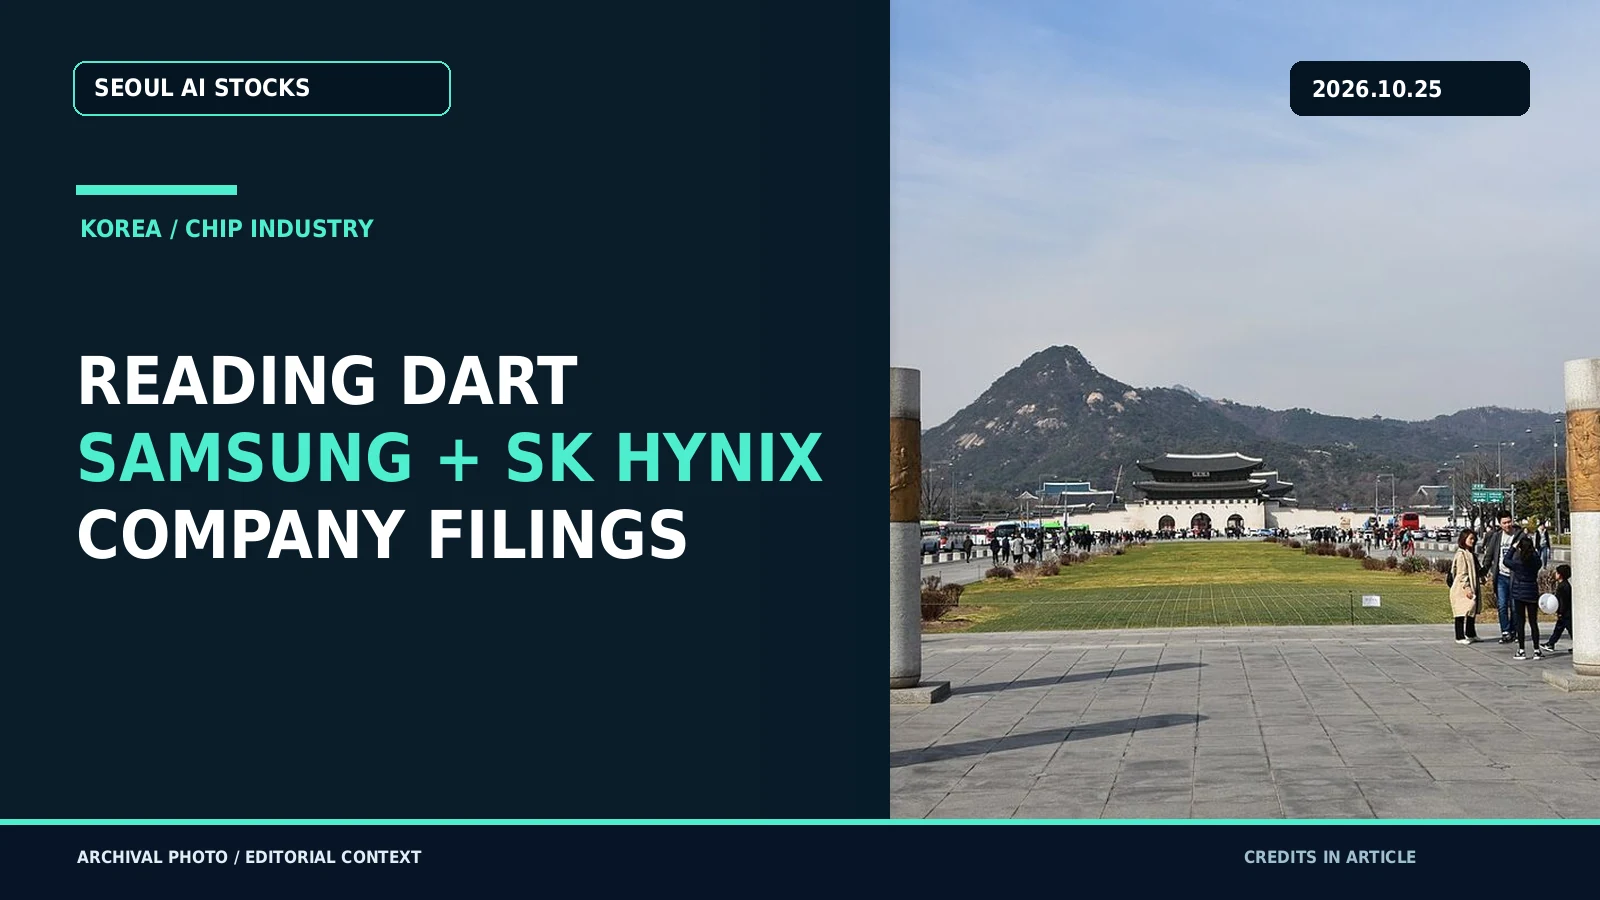 SEOUL AI STOCKS
2026.10.25
KOREA / CHIP INDUSTRY
READING DART
SAMSUNG + SK HYNIX
COMPANY FILINGS
ARCHIVAL PHOTO / EDITORIAL CONTEXT
CREDITS IN ARTICLE